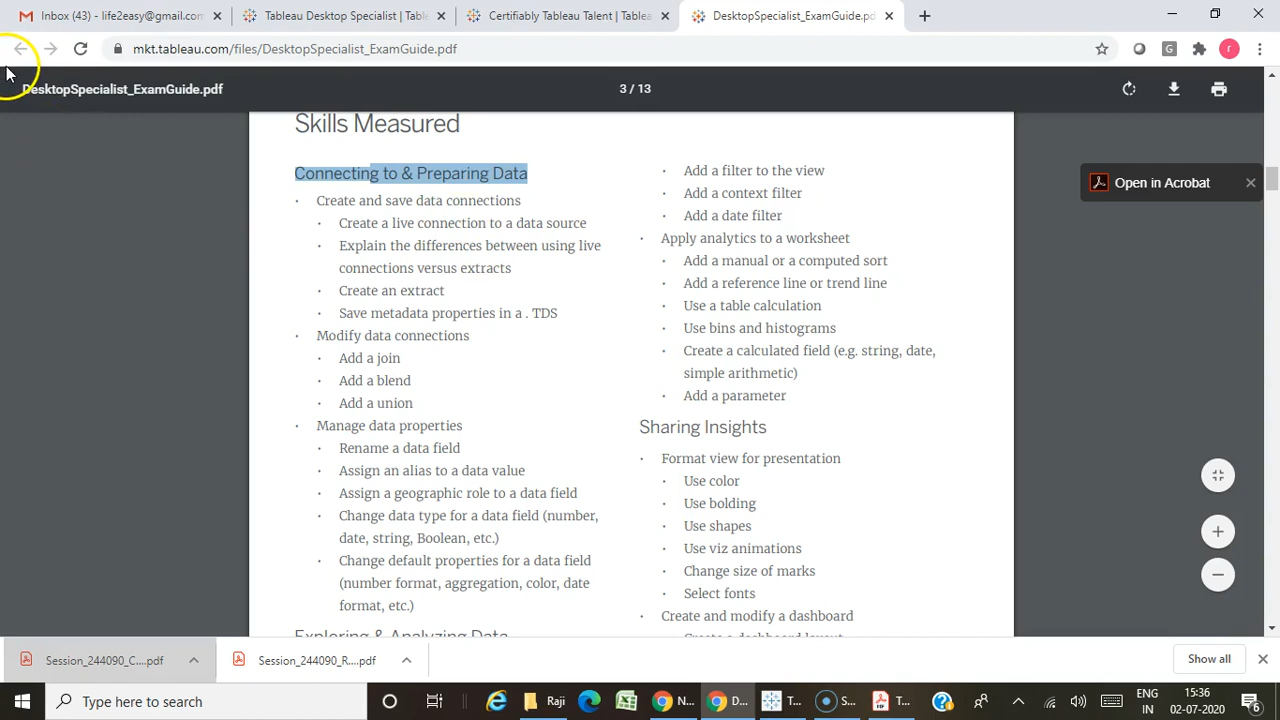 Inbox (43) - life2easy@gmail.com
Tableau Desktop Specialist | Tabl
Certifiably Tableau Talent | Tablea
DesktopSpecialist_ExamGuide.pd
mkt.tableau.com/files/DesktopSpecialist_ExamGuide.pdf
G
r
DesktopSpecialist_ExamGuide.pdf
3 / 13
Skills Measured
Connecting to & Preparing Data
• Create and save data connections
• Create a live connection to a data source
• Explain the differences between using live
connections versus extracts
• Create an extract
• Save metadata properties in a . TDS
• Modify data connections
• Add a join
• Add a blend
• Add a union
• Manage data properties
• Rename a data field
• Assign an alias to a data value
• Assign a geographic role to a data field
• Change data type for a data field (number,
date, string, Boolean, etc.)
• Change default properties for a data field
(number format, aggregation, color, date
format, etc.)
Exploring & Analyzing Data
• Add a filter to the view
• Add a context filter
• Add a date filter
• Apply analytics to a worksheet
• Add a manual or a computed sort
• Add a reference line or trend line
• Use a table calculation
• Use bins and histograms
• Create a calculated field (e.g. string, date,
simple arithmetic)
• Add a parameter
Sharing Insights
• Format view for presentation
• Use color
• Use bolding
• Use shapes
• Use viz animations
• Change size of marks
• Select fonts
• Create and modify a dashboard
Create a dashboard layout
Open in Acrobat
Session_244090_C....pdf
Session_244090_R....pdf
Show all
Type here to search
Raji
N...
D...
T...
S...
T...
ENG
IN
15:36
02-07-2020
6